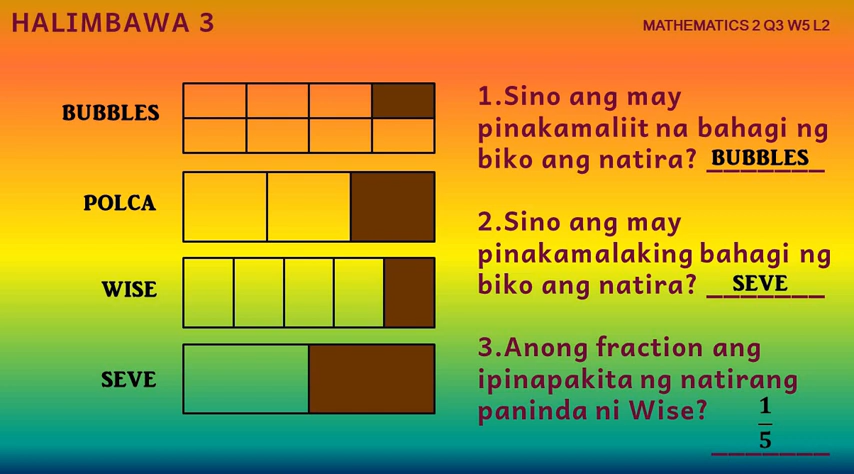 HALIMBAWA 3
MATHEMATICS 2 Q3 W5 L2
BUBBLES
POLCA
WISE
SEVE
1.Sino ang may
pinakamaliit na bahagi ng
biko ang natira? BUBBLES
2.Sino ang may
pinakamalaking bahagi ng
biko ang natira? SEVE
3.Anong fraction ang
ipinapakita ng natirang
paninda ni Wise?
1
5